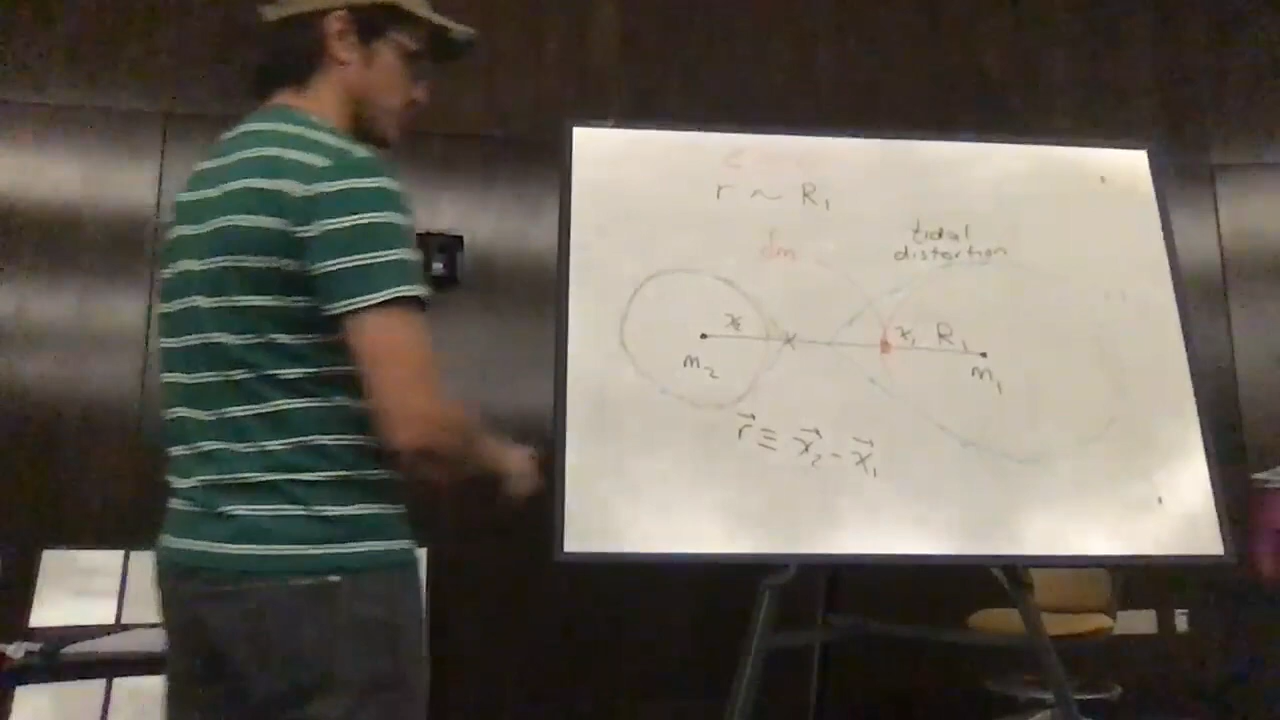 r ~ R₁
dm
tidal
distortion
x₂
x₁ R₁
m₂
m₁
r⃗ ≡ x⃗₂ - x⃗₁